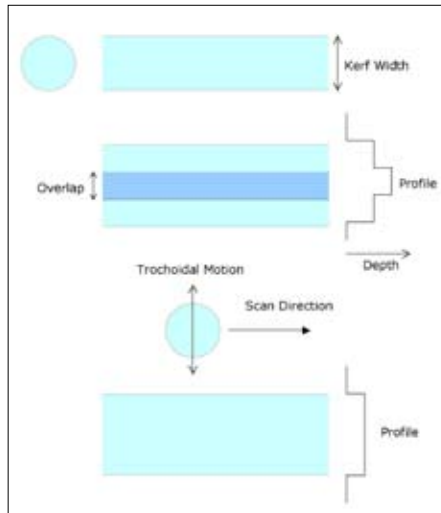 Kerf Width
Overlap
Profile
Depth
Trochoidal Motion
Scan Direction
Profile